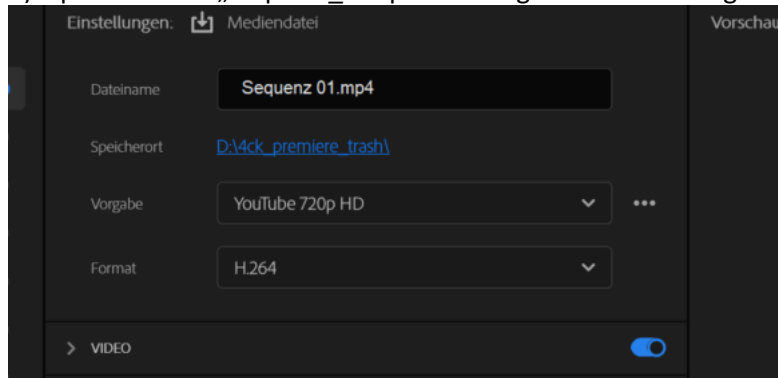 Einstellungen: Mediendatei
Vorschau
Dateiname Sequenz 01.mp4
Speicherort D:\4ck_premiere_trash\
Vorgabe YouTube 720p HD
Format H.264
VIDEO